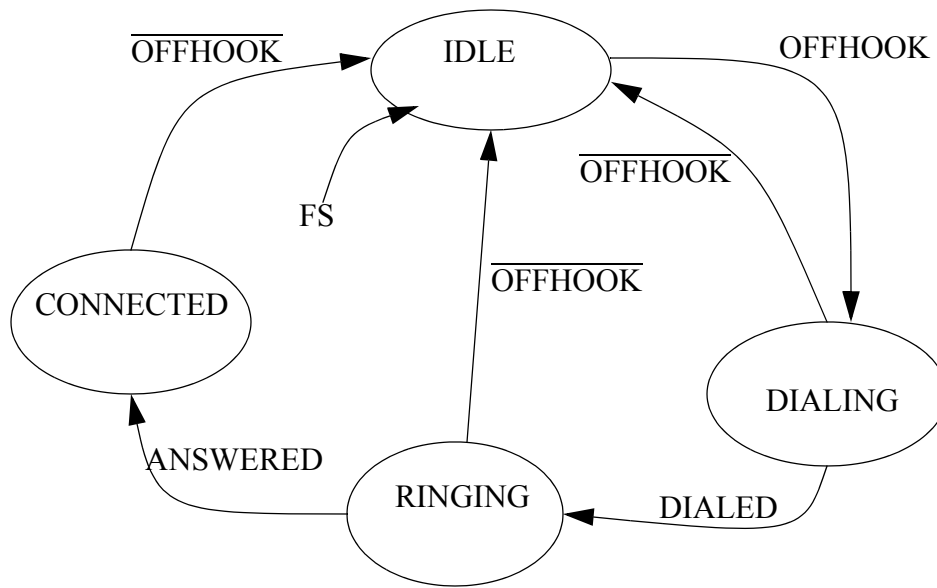 OFFHOOK
IDLE
OFFHOOK
OFFHOOK
FS
OFFHOOK
CONNECTED
DIALING
ANSWERED
RINGING
DIALED